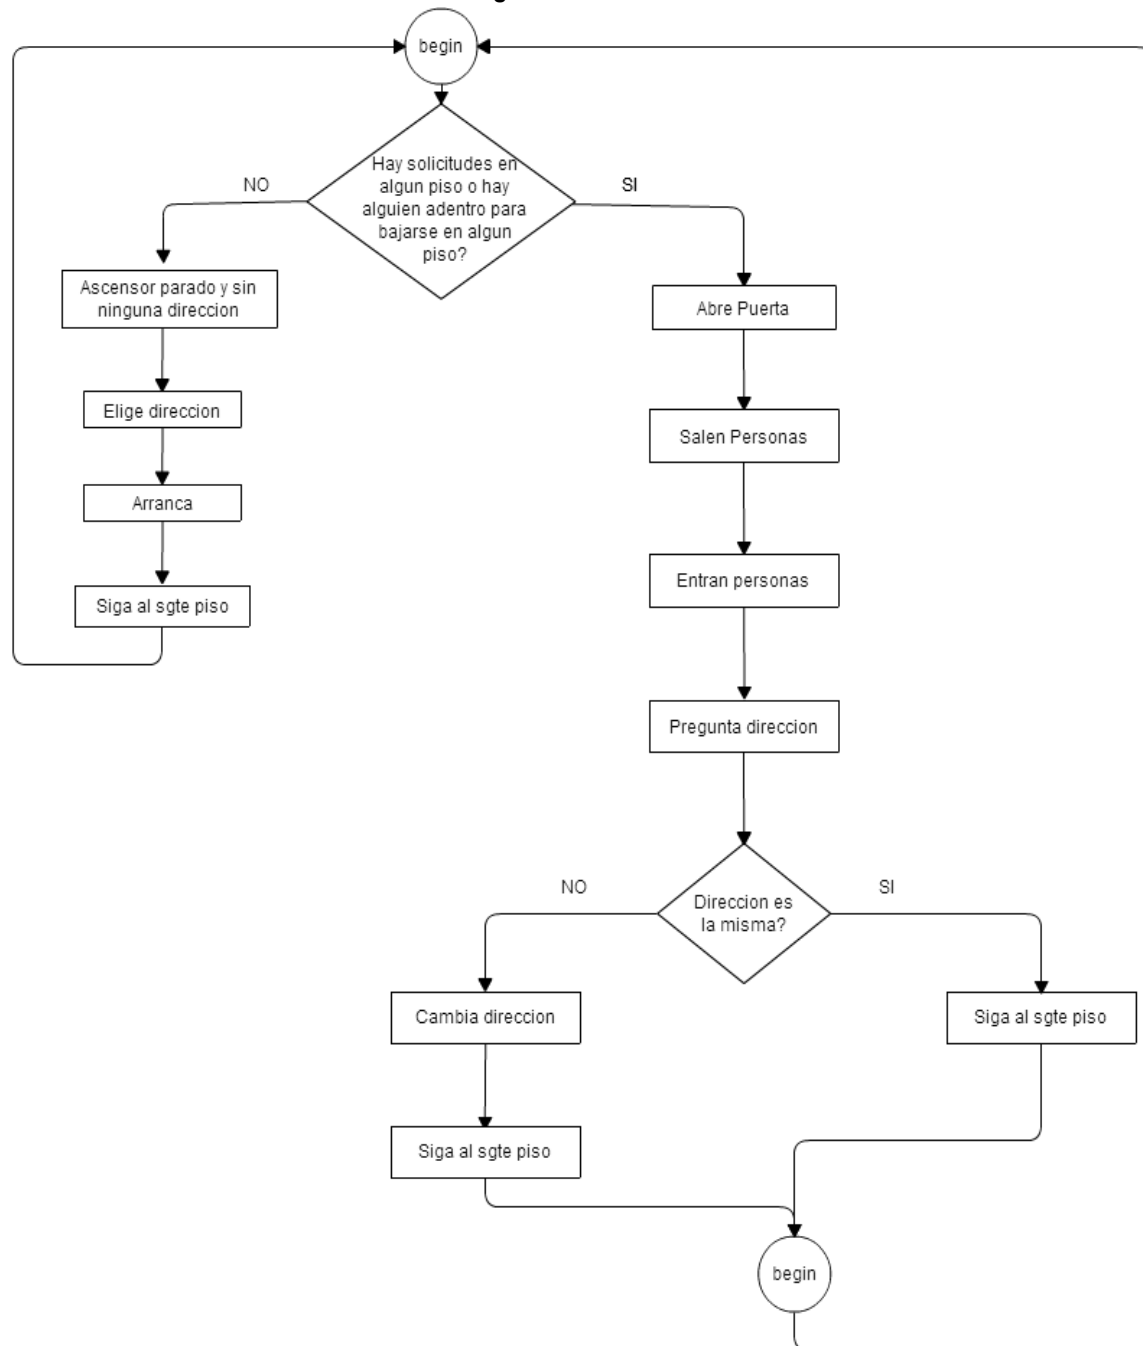 begin
Hay solicitudes en
algun piso o hay
alguien adentro para
bajarse en algun
piso?
NO
SI
Ascensor parado y sin
ninguna direccion
Abre Puerta
Elige direccion
Salen Personas
Arranca
Entran personas
Siga al sgte piso
Pregunta direccion
Direccion es
la misma?
NO
SI
Cambia direccion
Siga al sgte piso
Siga al sgte piso
begin